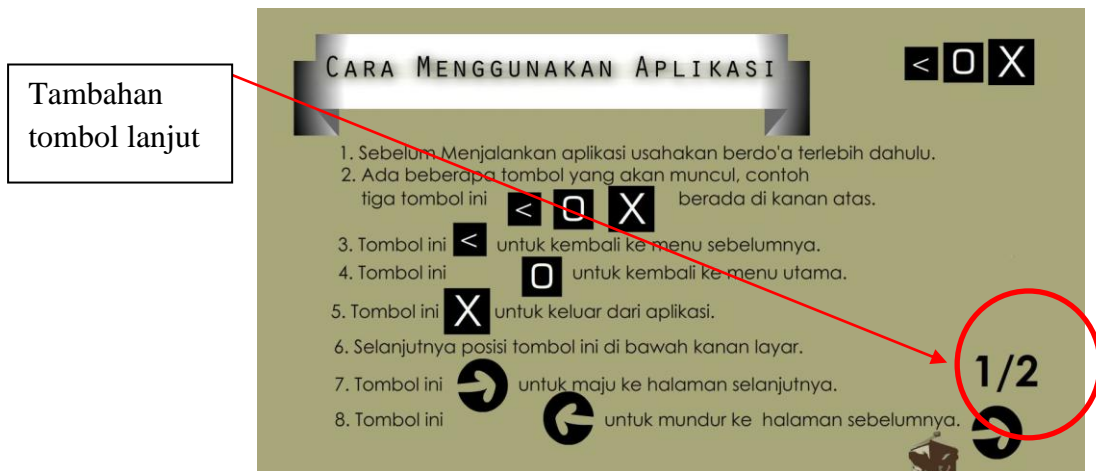 Tambahan
tombol lanjut
CARA MENGGUNAKAN APLIKASI
< O X
1. Sebelum Menjalankan aplikasi usahakan berdo'a terlebih dahulu.
2. Ada beberapa tombol yang akan muncul, contoh
tiga tombol ini < O X berada di kanan atas.
3. Tombol ini < untuk kembali ke menu sebelumnya.
4. Tombol ini O untuk kembali ke menu utama.
5. Tombol ini X untuk keluar dari aplikasi.
6. Selanjutnya posisi tombol ini di bawah kanan layar.
7. Tombol ini untuk maju ke halaman selanjutnya.
8. Tombol ini untuk mundur ke halaman sebelumnya.
1/2